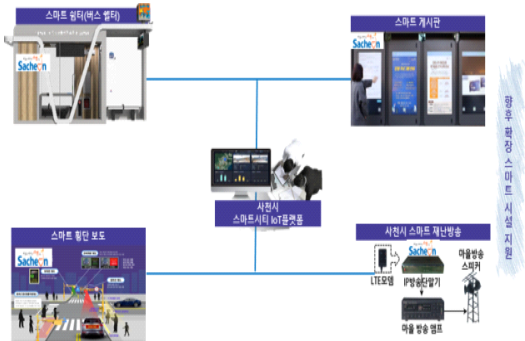 스마트 쉼터(버스 쉘터)
Sacheon
스마트 게시판
Sacheon
사천시
스마트시티 IoT플랫폼
스마트 횡단 보도
Sacheon
사천시 스마트 재난방송
Sacheon
LTE모뎀
IP방송단말기
마을방송
스피커
마을 방송 앰프
향후 확장 스마트 시설 지원